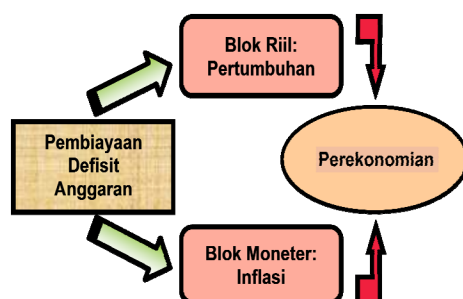 Blok Riil:
Pertumbuhan
Pembiayaan
Defisit
Anggaran
Perekonomian
Blok Moneter:
Inflasi